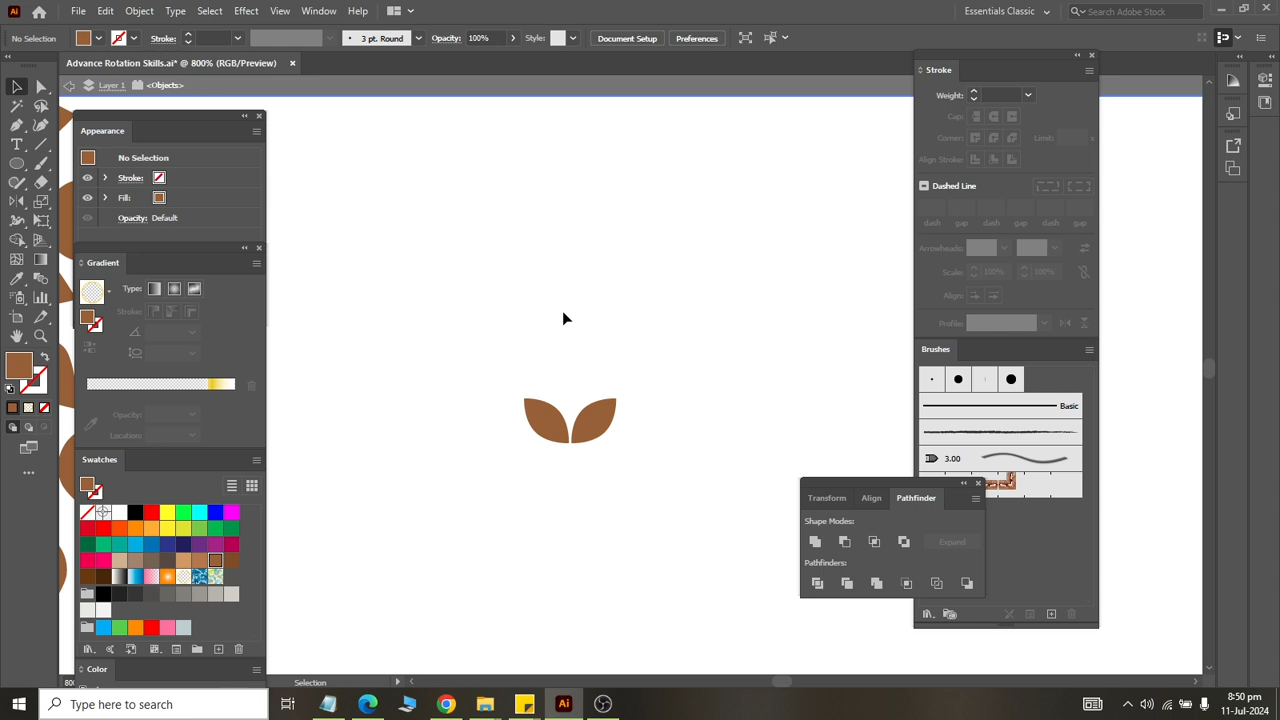 Ai
File Edit Object Type Select Effect View Window Help
Essentials Classic
Search Adobe Stock
No Selection
Stroke:
3 pt. Round
Opacity: 100%
Style:
Document Setup
Preferences
Advance Rotation Skills.ai* @ 800% (RGB/Preview)
Layer 1
<Objects>
Appearance
No Selection
Stroke:
Fill:
Opacity: Default
Gradient
Type:
Stroke:
Opacity:
Location:
Swatches
Color
Stroke
Weight:
Cap:
Corner:
Limit:
x
Align Stroke:
Dashed Line
dash gap dash gap dash gap
Arrowheads:
Scale: 100% 100%
Align:
Profile:
Brushes
Basic
3.00
Transform Align Pathfinder
Shape Modes:
Expand
Pathfinders:
Selection
Type here to search
Ai
8:50 pm
11-Jul-2024